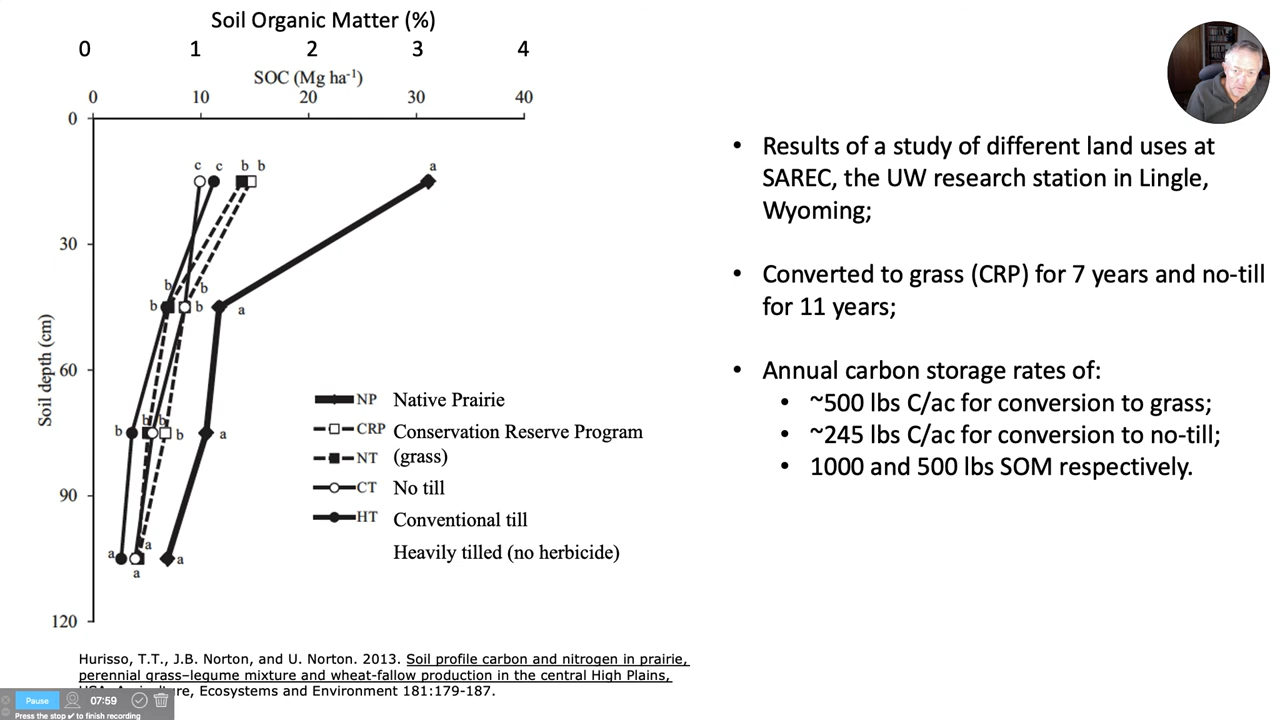 Soil Organic Matter (%)
0 1 2 3 4
SOC (Mg ha-1)
0 10 20 30 40
0
30
60
90
120
Soil depth (cm)
c c b b a
b b
b b a
b b
b b a
a
a a
a
NP Native Prairie
CRP Conservation Reserve Program
NT (grass)
CT No till
HT Conventional till
Heavily tilled (no herbicide)
• Results of a study of different land uses at
SAREC, the UW research station in Lingle,
Wyoming;
• Converted to grass (CRP) for 7 years and no-till
for 11 years;
• Annual carbon storage rates of:
• ~500 lbs C/ac for conversion to grass;
• ~245 lbs C/ac for conversion to no-till;
• 1000 and 500 lbs SOM respectively.
Hurisso, T.T., J.B. Norton, and U. Norton. 2013. Soil profile carbon and nitrogen in prairie,
perennial grass–legume mixture and wheat-fallow production in the central High Plains,
Ecosystems and Environment 181:179-187.
Pause 07:59
Press the stop ✔ to finish recording